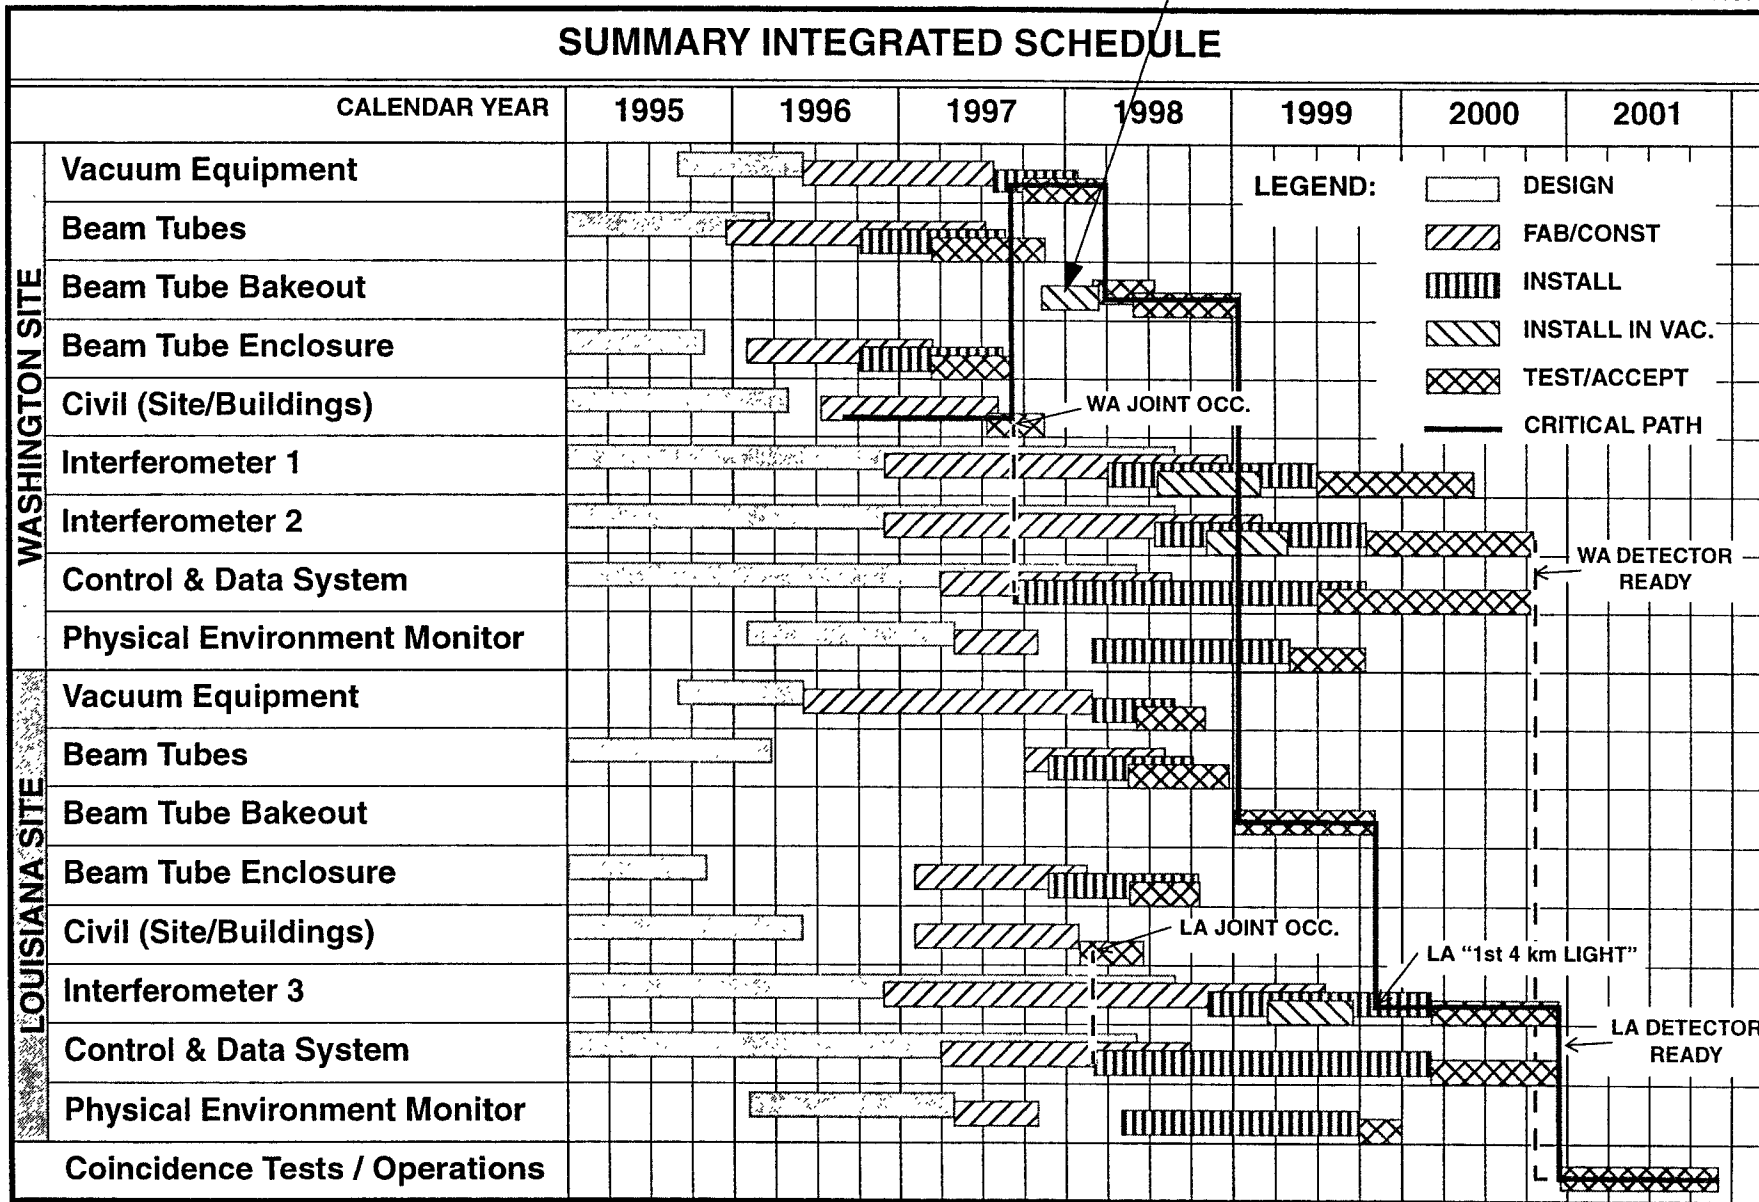 SUMMARY INTEGRATED SCHEDULE
CALENDAR YEAR 1995 1996 1997 1998 1999 2000 2001
WASHINGTON SITE
Vacuum Equipment
Beam Tubes
Beam Tube Bakeout
Beam Tube Enclosure
Civil (Site/Buildings)
Interferometer 1
Interferometer 2
Control & Data System
Physical Environment Monitor
LEGEND:
DESIGN
FAB/CONST
INSTALL
INSTALL IN VAC.
TEST/ACCEPT
CRITICAL PATH
WA JOINT OCC.
WA DETECTOR
READY
LOUISIANA SITE
Vacuum Equipment
Beam Tubes
Beam Tube Bakeout
Beam Tube Enclosure
Civil (Site/Buildings)
Interferometer 3
Control & Data System
Physical Environment Monitor
LA JOINT OCC.
LA “1st 4 km LIGHT”
LA DETECTOR
READY
Coincidence Tests / Operations